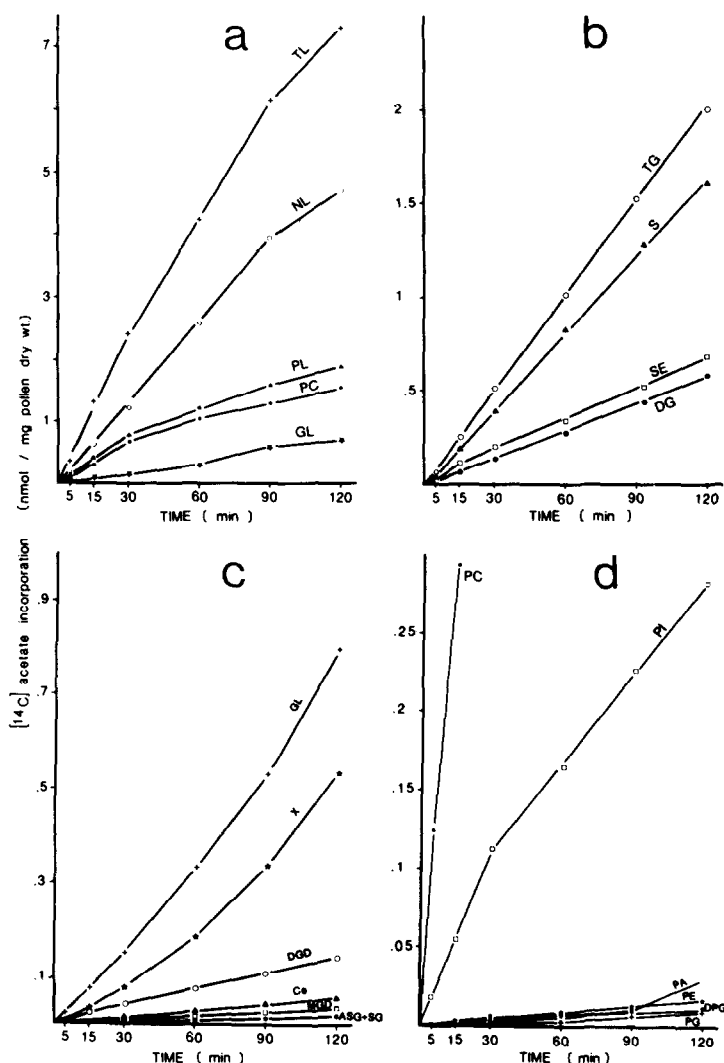 a
7
5
3
1
TL
NL
PL
PC
GL
5 15 30 60 90 120
TIME ( min )
(nmol / mg pollen dry wt.)
b
2
1.5
1
.5
TG
S
SE
DG
5 15 30 60 90 120
TIME ( min )
c
.9
.7
.5
.3
.1
GL
X
DGD
Ce
MGD
ASG+SG
5 15 30 60 90 120
TIME ( min )
[14C] acetate incorporation
d
.25
.2
.15
.1
.05
PC
PI
PA
PE
DPG
PG
5 15 30 60 90 120
TIME ( min )